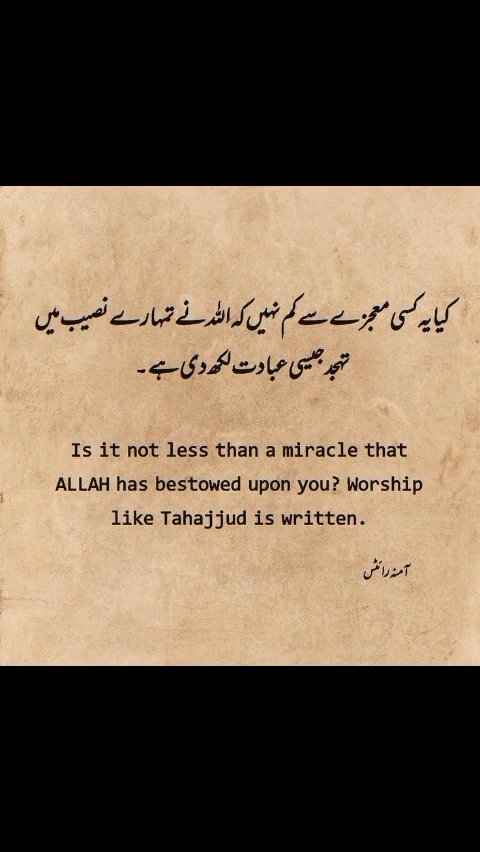 کیا یہ کسی معجزے سے کم نہیں کہ اللہ نے تمہارے نصیب میں
تہجد جیسی عبادت لکھ دی ہے۔
Is it not less than a miracle that
ALLAH has bestowed upon you? Worship
like Tahajjud is written.
آمنہ رائٹس